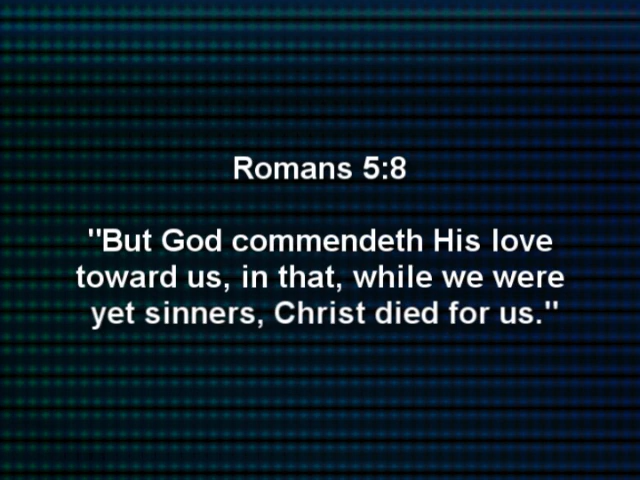 Romans 5:8
"But God commendeth His love
toward us, in that, while we were
yet sinners, Christ died for us."